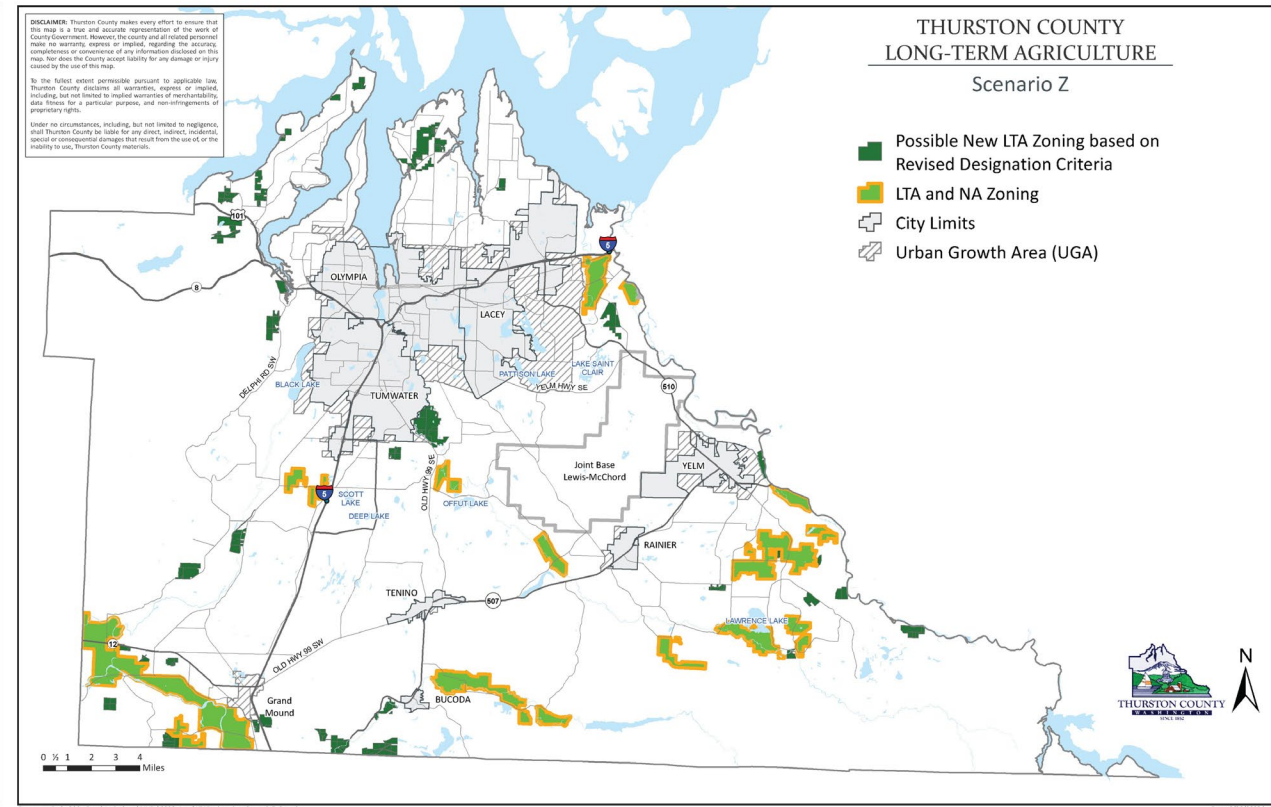 DISCLAIMER: Thurston County makes every effort to ensure that
this map is a true and accurate representation of the work of
County Government. However, the county and all related personnel
make no warranty, express or implied, regarding the accuracy,
completeness or convenience of any information disclosed on this
map. Nor does the County accept liability for any damage or injury
caused by the use of this map.
To the fullest extent permissible pursuant to applicable law,
Thurston County disclaims all warranties, express or implied,
including, but not limited to implied warranties of merchantability,
data fitness for a particular purpose, and non-infringements of
proprietary rights.
Under no circumstances, including, but not limited to negligence,
shall Thurston County be liable for any direct, indirect, incidental,
special or consequential damages that result from the use of, or the
inability to use, Thurston County materials.
THURSTON COUNTY
LONG-TERM AGRICULTURE
Scenario Z
Possible New LTA Zoning based on
Revised Designation Criteria
LTA and NA Zoning
City Limits
Urban Growth Area (UGA)
101
5
OLYMPIA
8
LACEY
DELPHI RD SW
BLACK LAKE
PATTISON LAKE
LAKE SAINT
CLAIR
YELM HWY SE
510
TUMWATER
Joint Base
Lewis-McChord
YELM
OLD HWY 99 SE
5
SCOTT
LAKE
DEEP LAKE
OFFUT LAKE
RAINIER
TENINO
507
LAWRENCE LAKE
12
OLD HWY 99 SW
BUCODA
Grand
Mound
N
THURSTON COUNTY
WASHINGTON
SINCE 1852
0 ½ 1 2 3 4
Miles